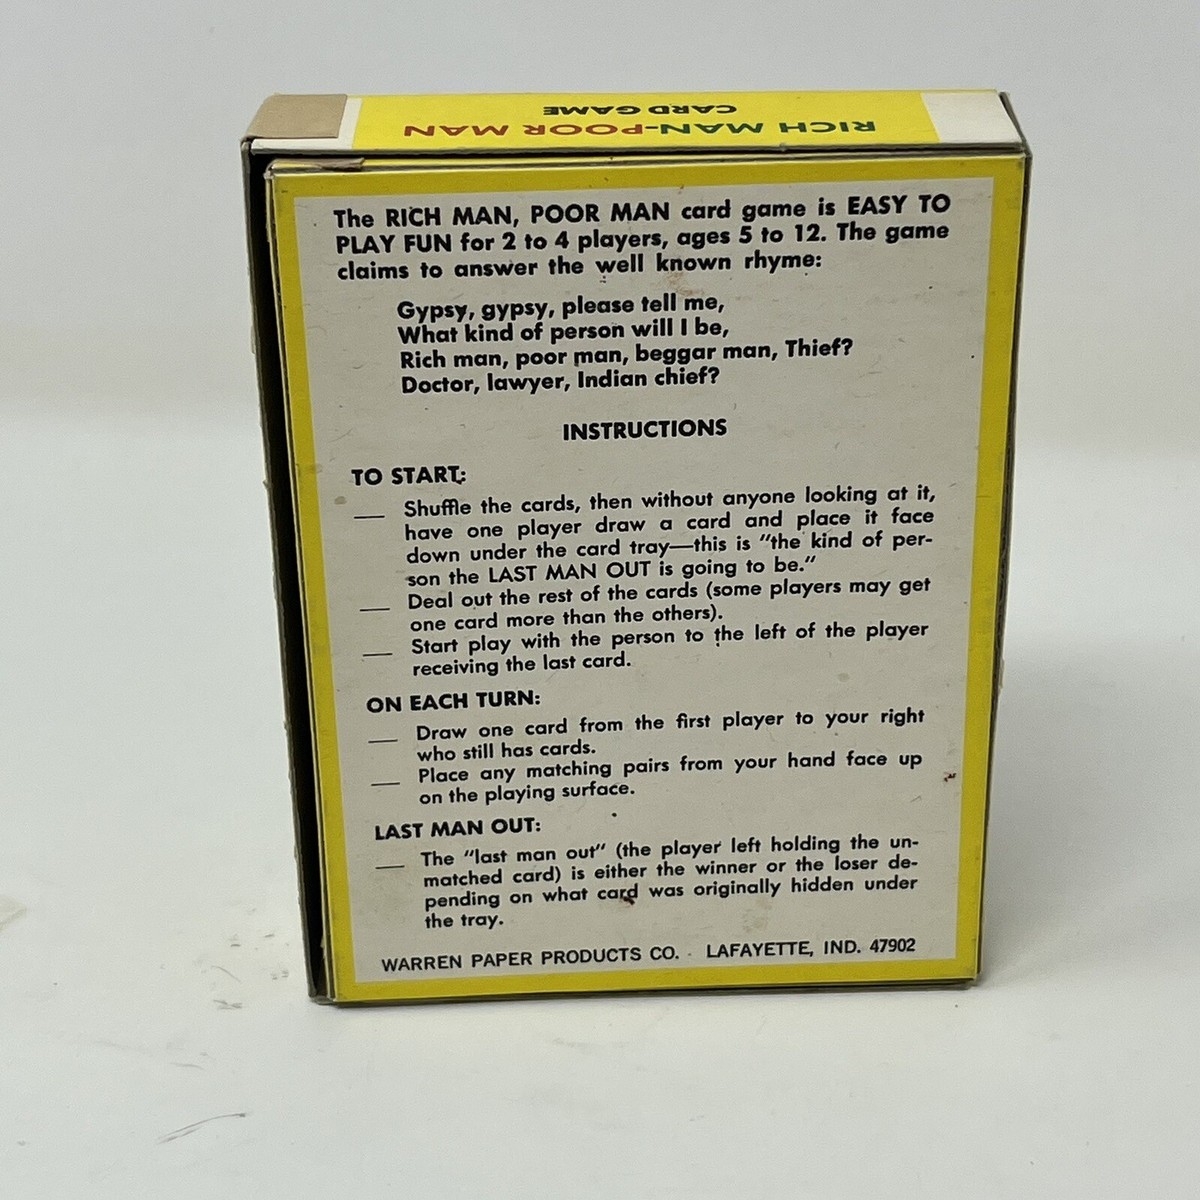 RICH MAN-POOR MAN
CARD GAME
The RICH MAN, POOR MAN card game is EASY TO
PLAY FUN for 2 to 4 players, ages 5 to 12. The game
claims to answer the well known rhyme:
Gypsy, gypsy, please tell me,
What kind of person will I be,
Rich man, poor man, beggar man, Thief?
Doctor, lawyer, Indian chief?
INSTRUCTIONS
TO START:
__ Shuffle the cards, then without anyone looking at it,
have one player draw a card and place it face
down under the card tray—this is "the kind of per-
son the LAST MAN OUT is going to be."
__ Deal out the rest of the cards (some players may get
one card more than the others).
__ Start play with the person to the left of the player
receiving the last card.
ON EACH TURN:
__ Draw one card from the first player to your right
who still has cards.
__ Place any matching pairs from your hand face up
on the playing surface.
LAST MAN OUT:
__ The "last man out" (the player left holding the un-
matched card) is either the winner or the loser de-
pending on what card was originally hidden under
the tray.
WARREN PAPER PRODUCTS CO. · LAFAYETTE, IND. 47902